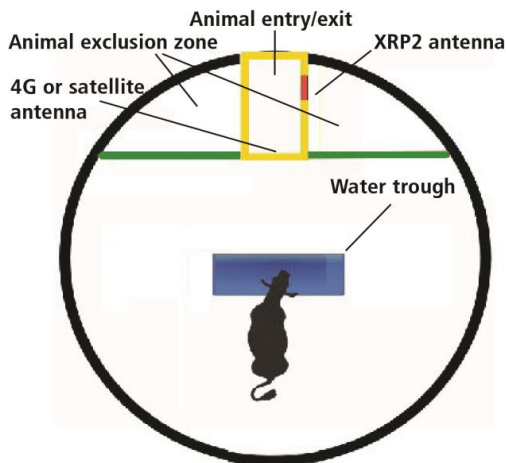 Animal entry/exit
Animal exclusion zone
XRP2 antenna
4G or satellite
antenna
Water trough